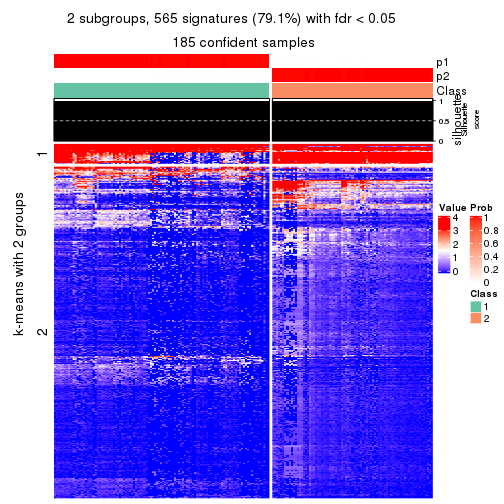 2 subgroups, 565 signatures (79.1%) with fdr < 0.05
185 confident samples
p1
p2
Class
1
0.5
0
silhouette
Silhouette
score
k-means with 2 groups
1
2
Value
4
3
2
1
0
Prob
1
0.8
0.6
0.4
0.2
0
Class
1
2